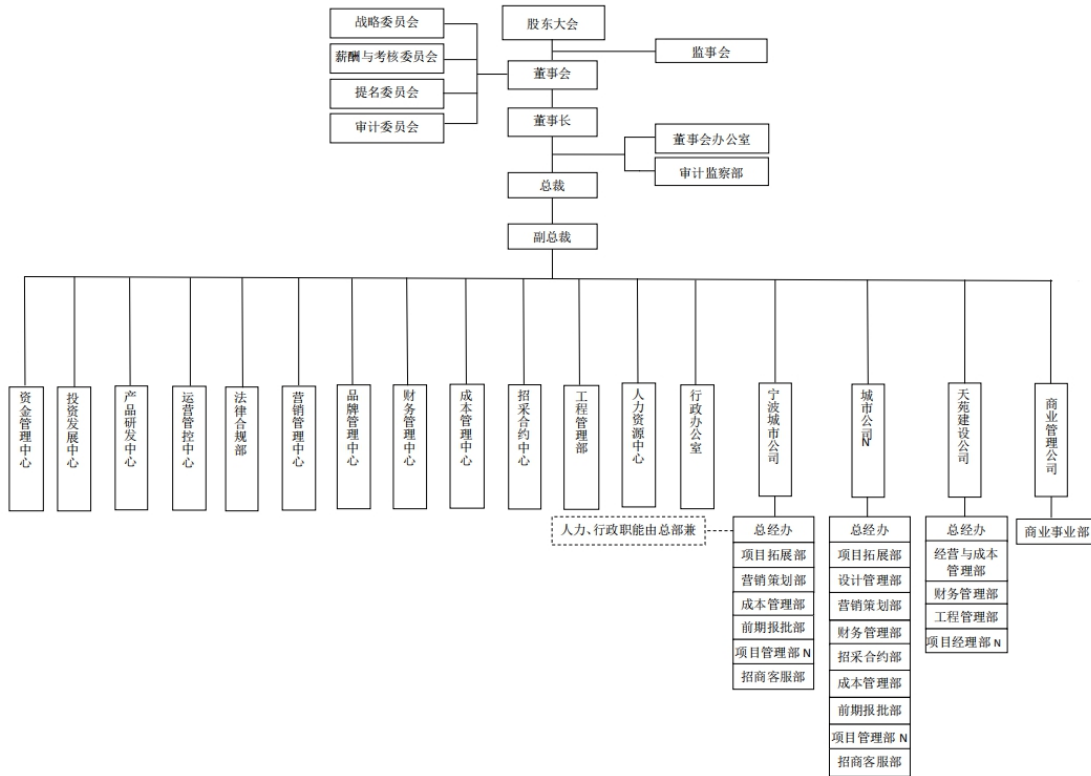 战略委员会
薪酬与考核委员会
提名委员会
审计委员会
股东大会
监事会
董事会
董事长
董事会办公室
审计监察部
总裁
副总裁
资金管理中心
投资发展中心
产品研发中心
运营管控中心
法律合规部
营销管理中心
品牌管理中心
财务管理中心
成本管理中心
招采合约中心
工程管理部
人力资源中心
行政办公室
宁波城市公司
城市公司N
天苑建设公司
商业管理公司
人力、行政职能由总部兼
总经办
项目拓展部
营销策划部
成本管理部
前期报批部
项目管理部 N
招商客服部
总经办
项目拓展部
设计管理部
营销策划部
财务管理部
招采合约部
成本管理部
前期报批部
项目管理部 N
招商客服部
总经办
经营与成本
管理部
财务管理部
工程管理部
项目经理部 N
商业事业部